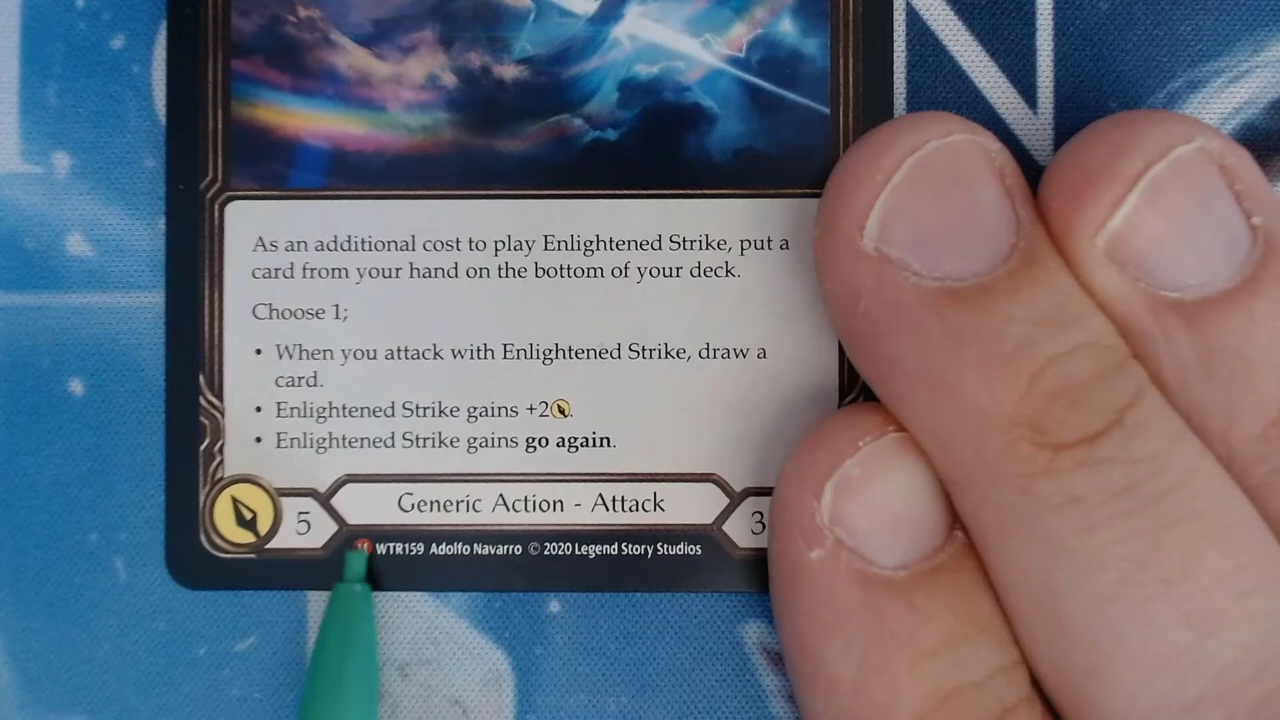 N
As an additional cost to play Enlightened Strike, put a
card from your hand on the bottom of your deck.
Choose 1;
• When you attack with Enlightened Strike, draw a
card.
• Enlightened Strike gains +2.
• Enlightened Strike gains go again.
5 Generic Action - Attack 3
WTR159 Adolfo Navarro © 2020 Legend Story Studios